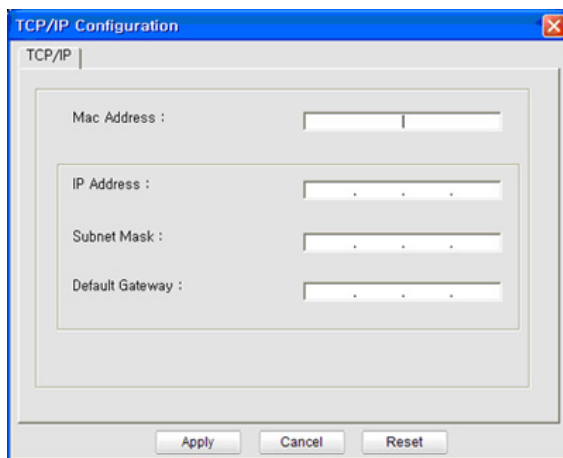 TCP/IP Configuration
TCP/IP
Mac Address :
IP Address :
. . .
Subnet Mask :
. . .
Default Gateway :
. . .
Apply Cancel Reset